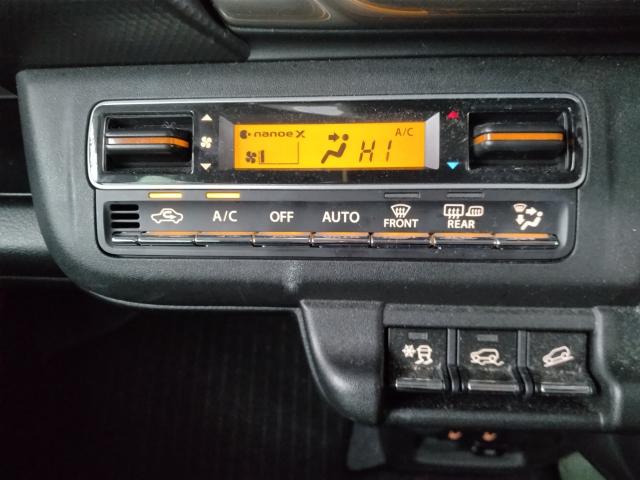 nanoe X
A/C
HI
A/C
OFF
AUTO
FRONT
REAR